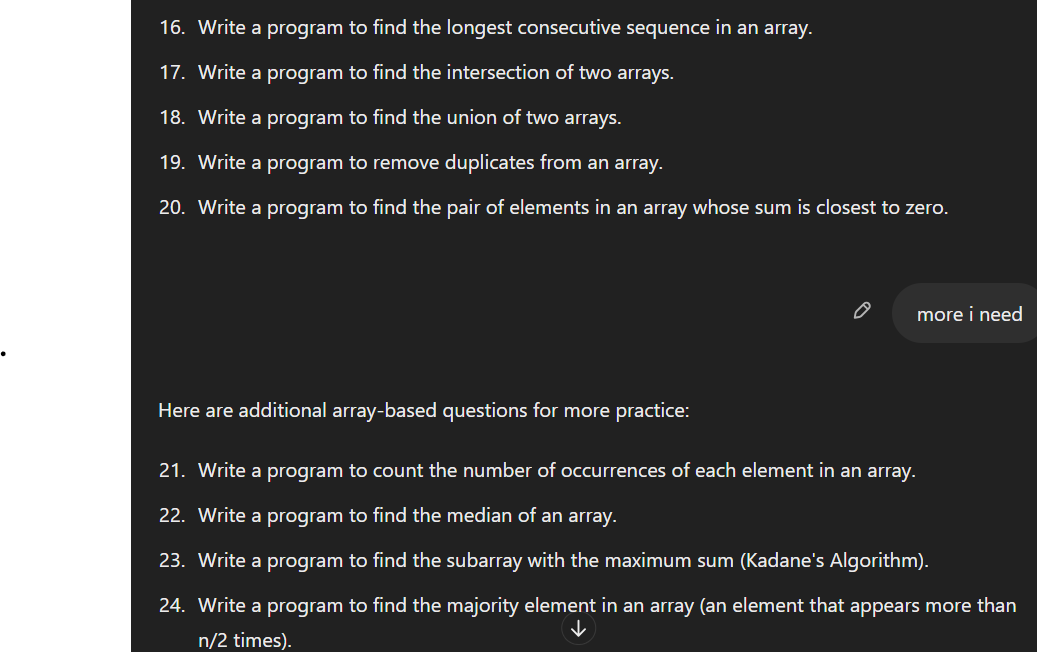 16. Write a program to find the longest consecutive sequence in an array.
17. Write a program to find the intersection of two arrays.
18. Write a program to find the union of two arrays.
19. Write a program to remove duplicates from an array.
20. Write a program to find the pair of elements in an array whose sum is closest to zero.
more i need
Here are additional array-based questions for more practice:
21. Write a program to count the number of occurrences of each element in an array.
22. Write a program to find the median of an array.
23. Write a program to find the subarray with the maximum sum (Kadane's Algorithm).
24. Write a program to find the majority element in an array (an element that appears more than
n/2 times).